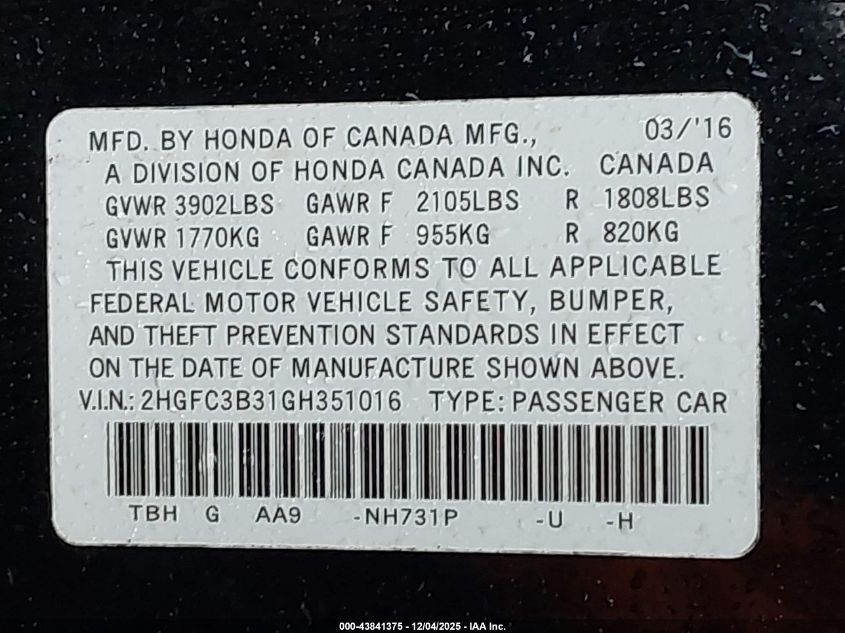 MFD. BY HONDA OF CANADA MFG., 03/'16
A DIVISION OF HONDA CANADA INC. CANADA
GVWR 3902LBS GAWR F 2105LBS R 1808LBS
GVWR 1770KG GAWR F 955KG R 820KG
THIS VEHICLE CONFORMS TO ALL APPLICABLE
FEDERAL MOTOR VEHICLE SAFETY, BUMPER,
AND THEFT PREVENTION STANDARDS IN EFFECT
ON THE DATE OF MANUFACTURE SHOWN ABOVE.
V.I.N.: 2HGFC3B31GH351016 TYPE: PASSENGER CAR
TBH G AA9 -NH731P -U -H
000-43841375 - 12/04/2025 - IAA Inc.